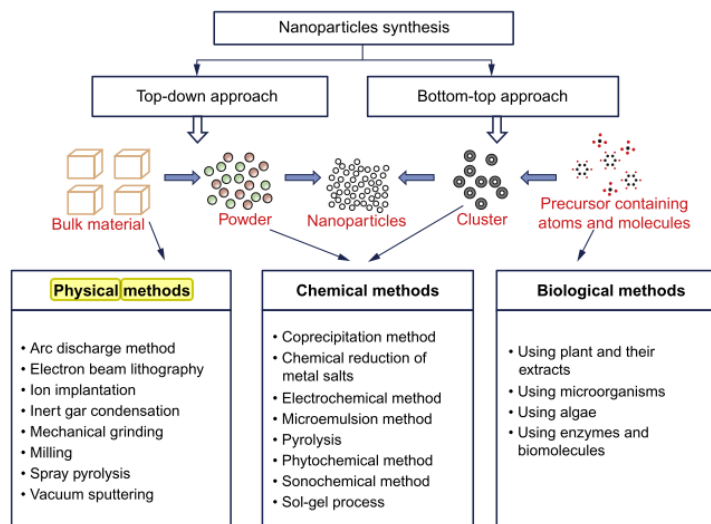 Nanoparticles synthesis
Top-down approach
Bottom-top approach
Bulk material
Powder
Nanoparticles
Cluster
Precursor containing
atoms and molecules
Physical methods
• Arc discharge method
• Electron beam lithography
• Ion implantation
• Inert gar condensation
• Mechanical grinding
• Milling
• Spray pyrolysis
• Vacuum sputtering
Chemical methods
• Coprecipitation method
• Chemical reduction of
metal salts
• Electrochemical method
• Microemulsion method
• Pyrolysis
• Phytochemical method
• Sonochemical method
• Sol-gel process
Biological methods
• Using plant and their
extracts
• Using microorganisms
• Using algae
• Using enzymes and
biomolecules